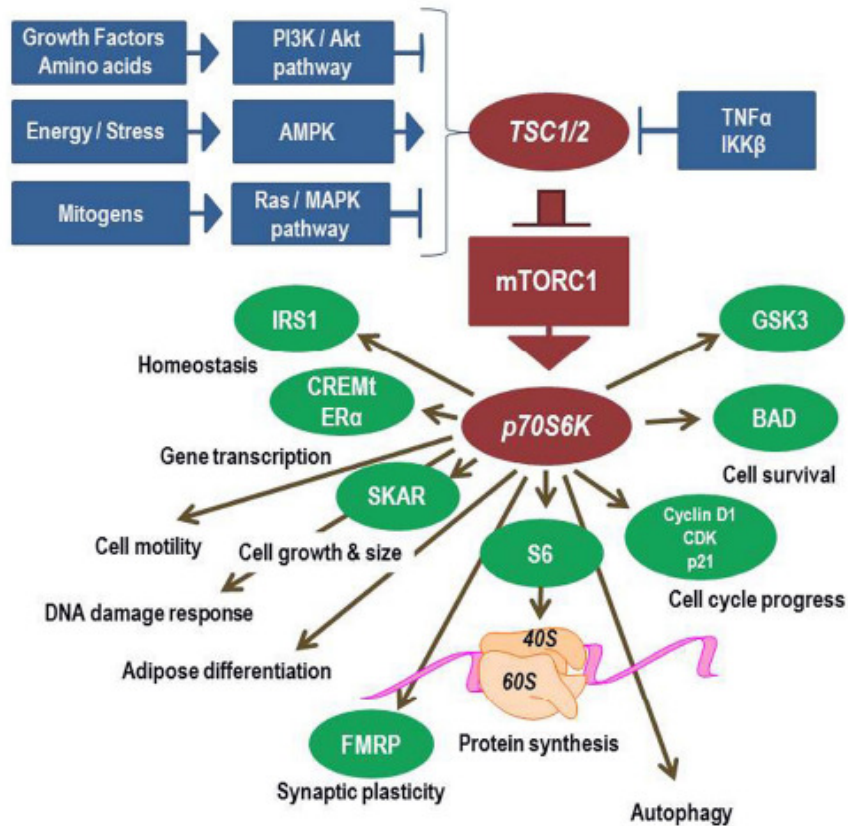 Growth Factors
Amino acids
PI3K / Akt
pathway
Energy / Stress
AMPK
Mitogens
Ras / MAPK
pathway
TSC1/2
TNFα
IKKβ
mTORC1
IRS1
Homeostasis
GSK3
CREMt
ERα
Gene transcription
p70S6K
BAD
Cell survival
SKAR
Cell motility
Cell growth & size
S6
Cyclin D1
CDK
p21
Cell cycle progress
DNA damage response
Adipose differentiation
40S
60S
FMRP
Synaptic plasticity
Protein synthesis
Autophagy